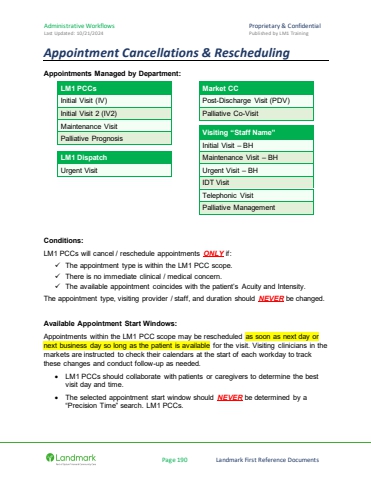 Administrative Workflows
Proprietary & Confidential
Last Updated: 10/21/2024
Published by LM1 Training
Appointment Cancellations & Rescheduling
Appointments Managed by Department:
LM1 PCCs
Initial Visit (IV)
Initial Visit 2 (IV2)
Maintenance Visit
Palliative Prognosis
LM1 Dispatch
Urgent Visit
Market CC
Post-Discharge Visit (PDV)
Palliative Co-Visit
Visiting “Staff Name”
Initial Visit – BH
Maintenance Visit – BH
Urgent Visit – BH
IDT Visit
Telephonic Visit
Palliative Management
Conditions:
LM1 PCCs will cancel / reschedule appointments ONLY if:
✓ The appointment type is within the LM1 PCC scope.
✓ There is no immediate clinical / medical concern.
✓ The available appointment coincides with the patient’s Acuity and Intensity.
The appointment type, visiting provider / staff, and duration should NEVER be changed.
Available Appointment Start Windows:
Appointments within the LM1 PCC scope may be rescheduled as soon as next day or
next business day so long as the patient is available for the visit. Visiting clinicians in the
markets are instructed to check their calendars at the start of each workday to track
these changes and conduct follow-up as needed.
• LM1 PCCs should collaborate with patients or caregivers to determine the best
visit day and time.
• The selected appointment start window should NEVER be determined by a
“Precision Time” search. LM1 PCCs.
Landmark
Page 190
Landmark First Reference Documents